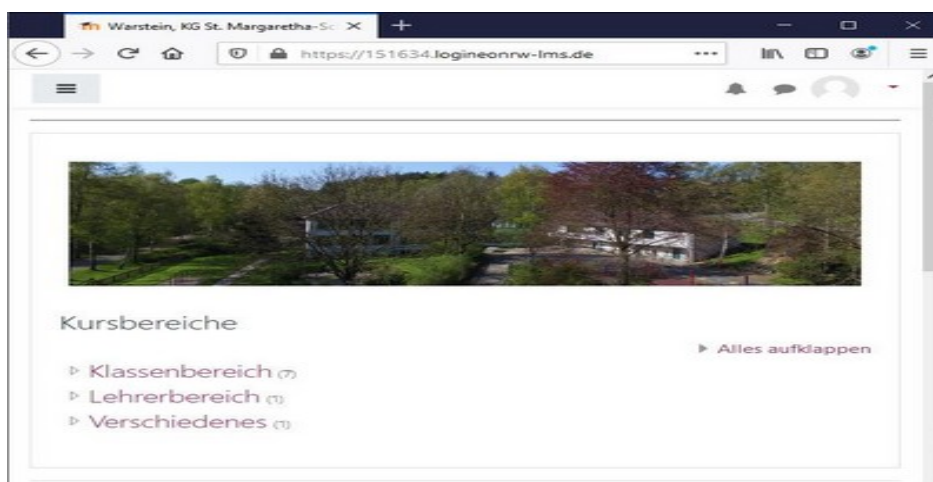 Warstein, KG St. Margaretha-Sc
https://151634.logineonrw-lms.de
Kursbereiche
Alles aufklappen
Klassenbereich (7)
Lehrerbereich (1)
Verschiedenes (1)